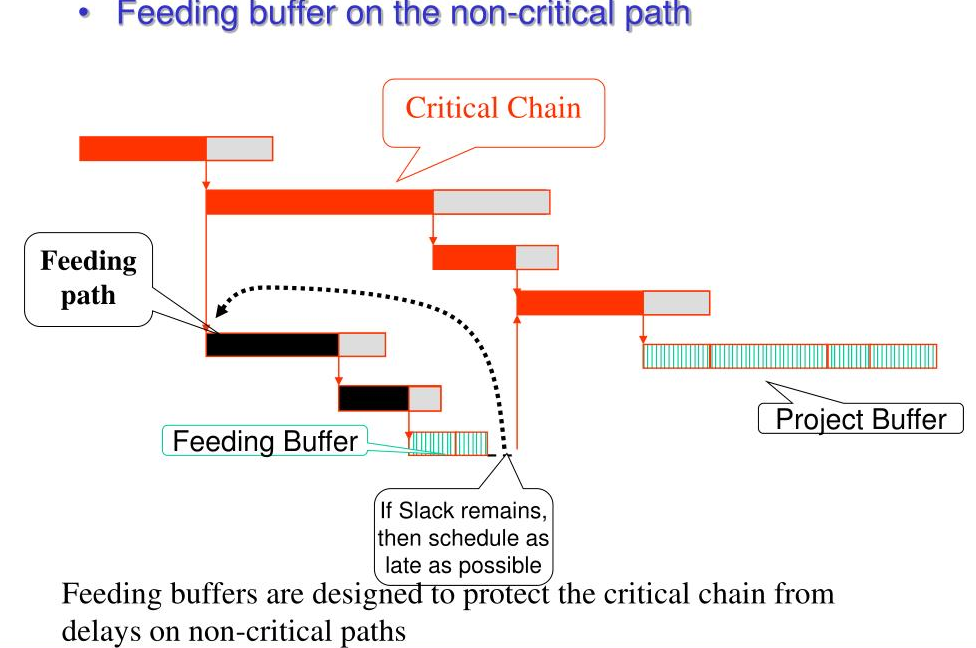 • Feeding buffer on the non-critical path
Critical Chain
Feeding
path
Feeding Buffer
Project Buffer
If Slack remains,
then schedule as
late as possible
Feeding buffers are designed to protect the critical chain from
delays on non-critical paths